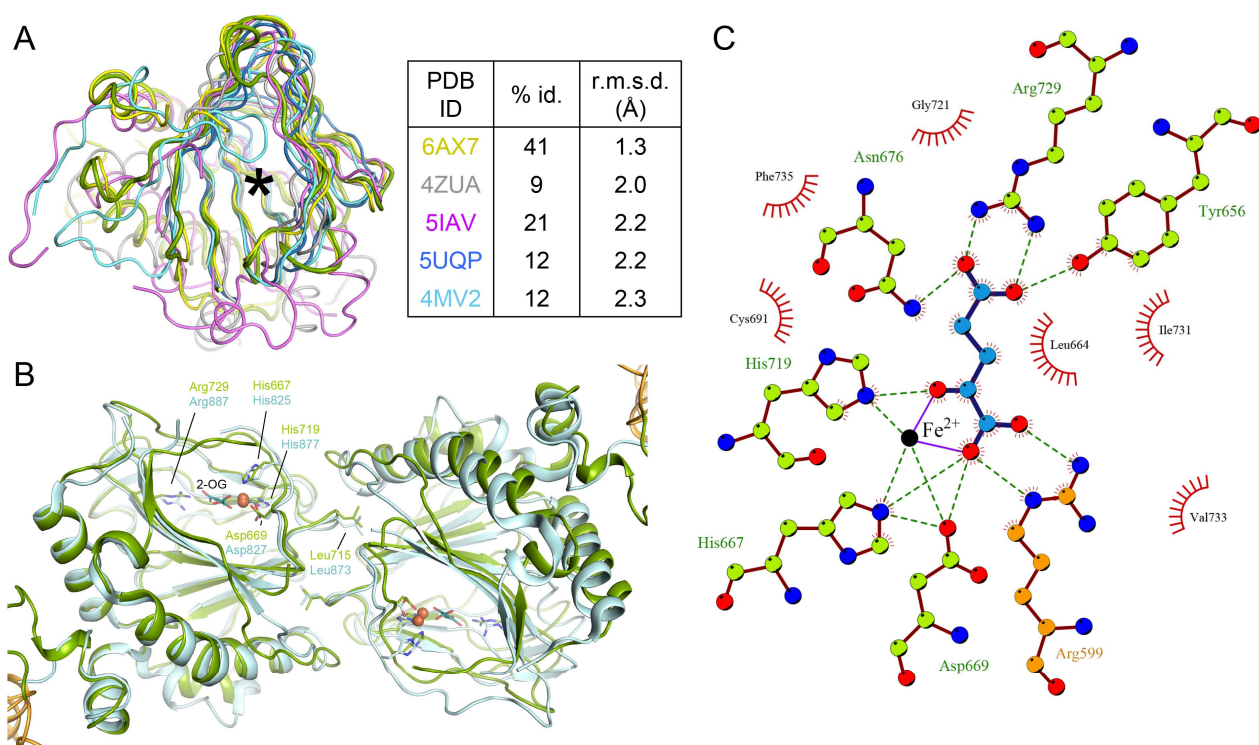 A
PDB ID % id. r.m.s.d. (Å)
6AX7 41 1.3
4ZUA 9 2.0
5IAV 21 2.2
5UQP 12 2.2
4MV2 12 2.3
*
B
Arg729
Arg887
His667
His825
His719
His877
2-OG
Asp669
Asp827
Leu715
Leu873
C
Arg729
Gly721
Asn676
Phe735
Tyr656
Cys691
Ile731
Leu664
His719
Fe2+
Val733
His667
Asp669
Arg599